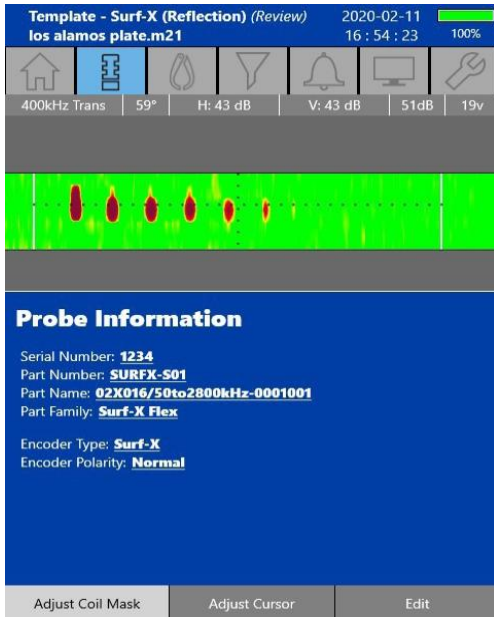 Template - Surf-X (Reflection) (Review) 2020-02-11
los alamos plate.m21 16 : 54 : 23 100%
400kHz Trans 59° H: 43 dB V: 43 dB 51dB 19v
Probe Information
Serial Number: 1234
Part Number: SURFX-S01
Part Name: 02X016/50to2800kHz-0001001
Part Family: Surf-X Flex
Encoder Type: Surf-X
Encoder Polarity: Normal
Adjust Coil Mask Adjust Cursor Edit